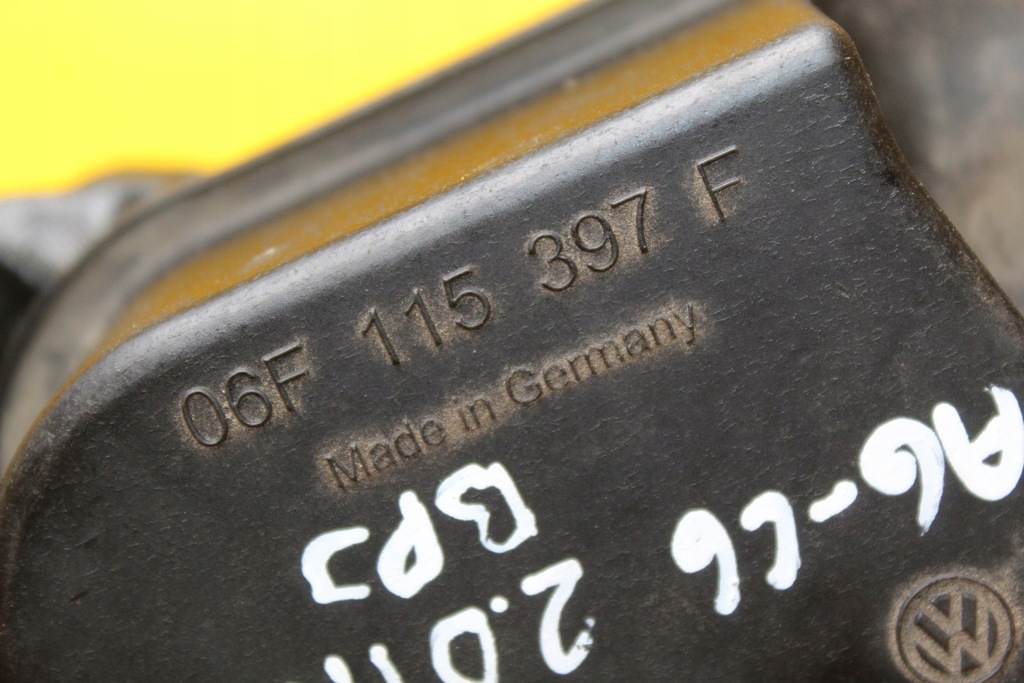 06F 115 397 F
Made in Germany
A6-C6
2.0
BPJ